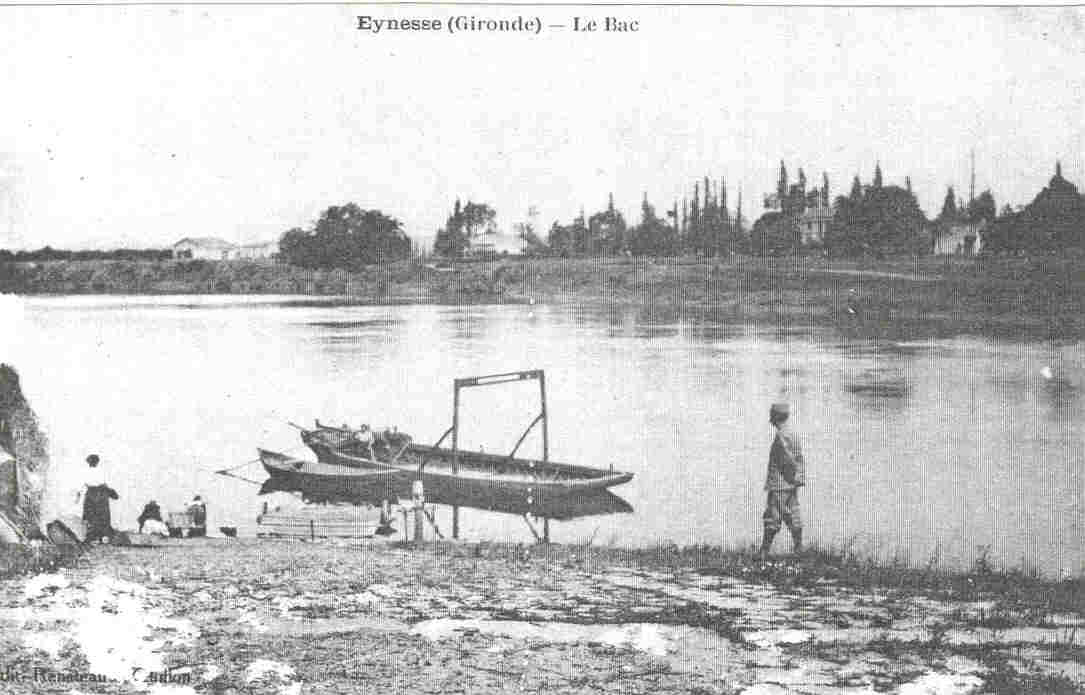 Eynesse (Gironde) — Le Bac